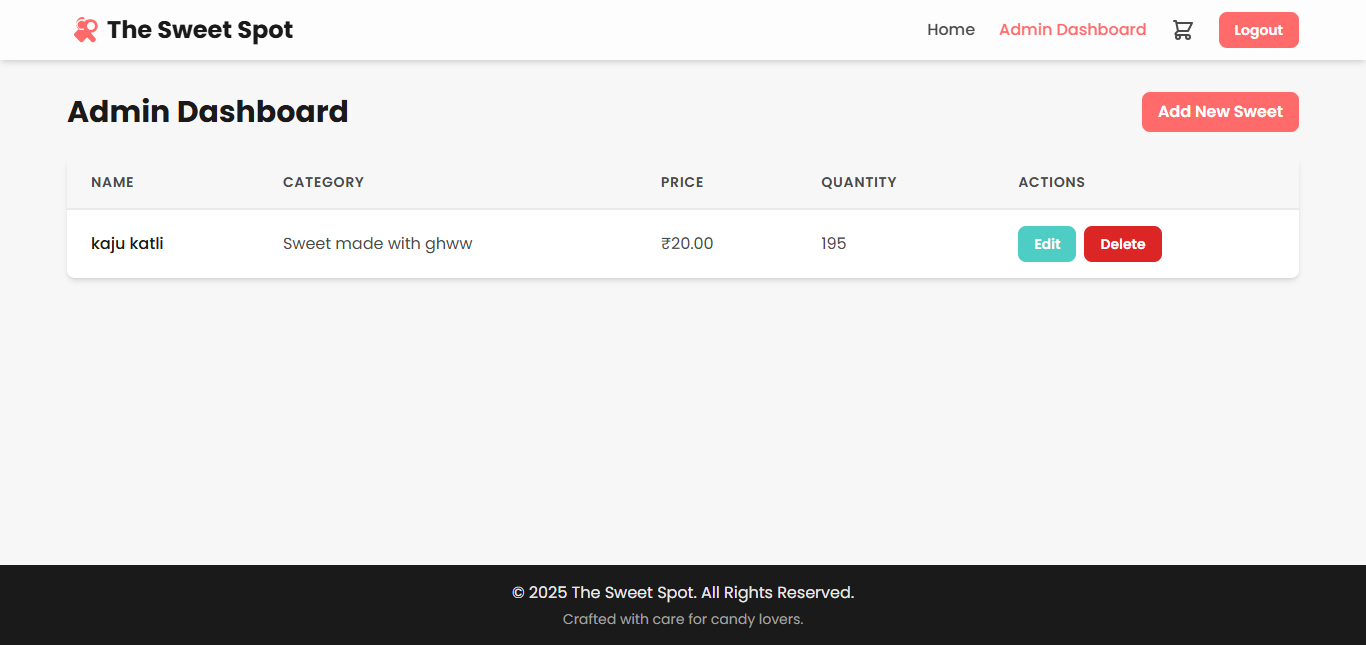 The Sweet Spot Home Admin Dashboard Logout
Admin Dashboard Add New Sweet
NAME CATEGORY PRICE QUANTITY ACTIONS
kaju katli Sweet made with ghww ₹20.00 195 Edit Delete
© 2025 The Sweet Spot. All Rights Reserved.
Crafted with care for candy lovers.